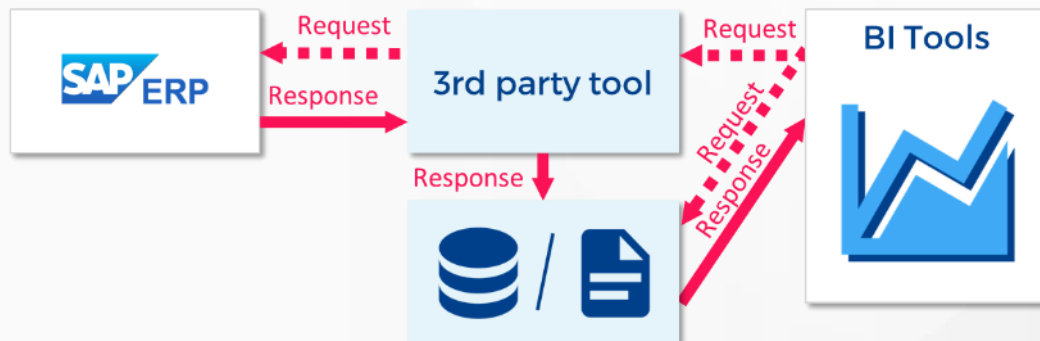 Request
Request
BI Tools
SAP ERP
3rd party tool
Response
Request
Response
Response